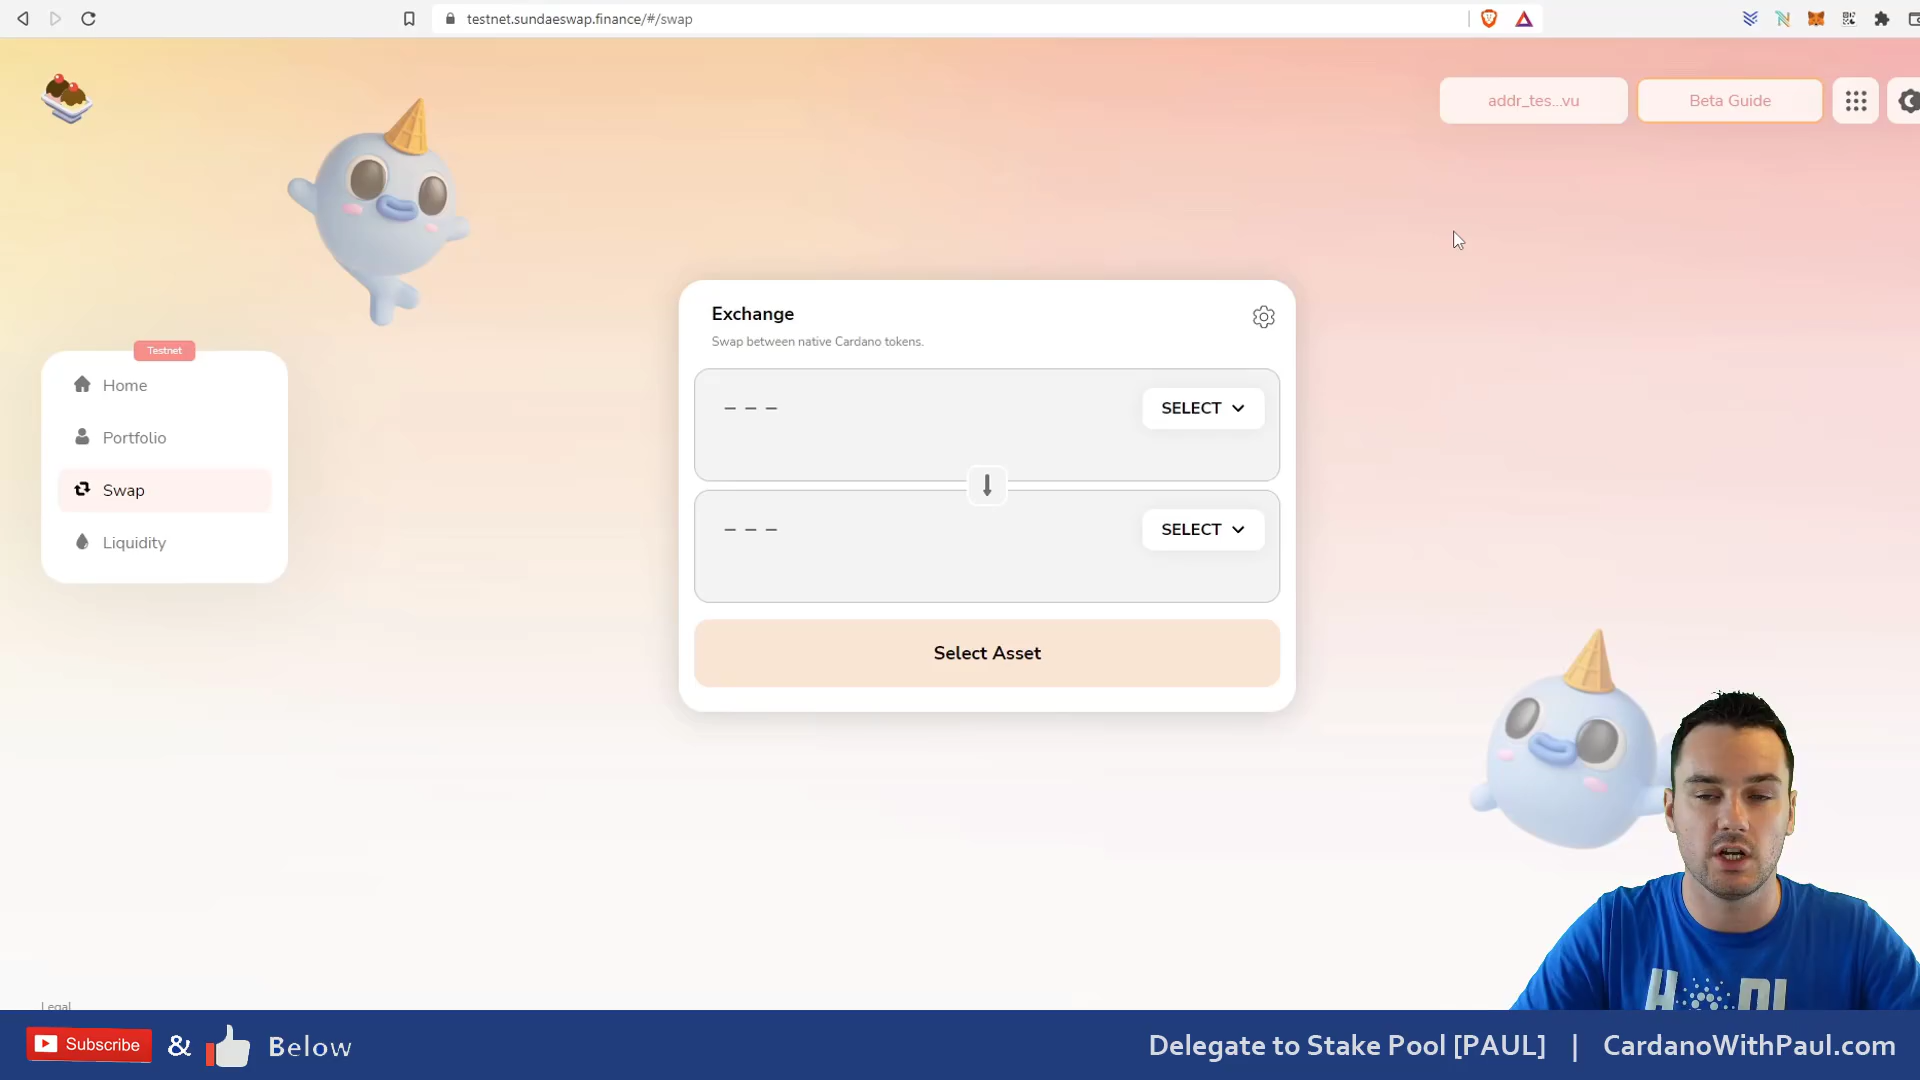 testnet.sundaeswap.finance/#/swap
addr_tes...vu
Beta Guide
Testnet
Home
Portfolio
Swap
Liquidity
Exchange
Swap between native Cardano tokens.
– – –
SELECT
– – –
SELECT
Select Asset
Legal
Subscribe & Below
Delegate to Stake Pool [PAUL] | CardanoWithPaul.com